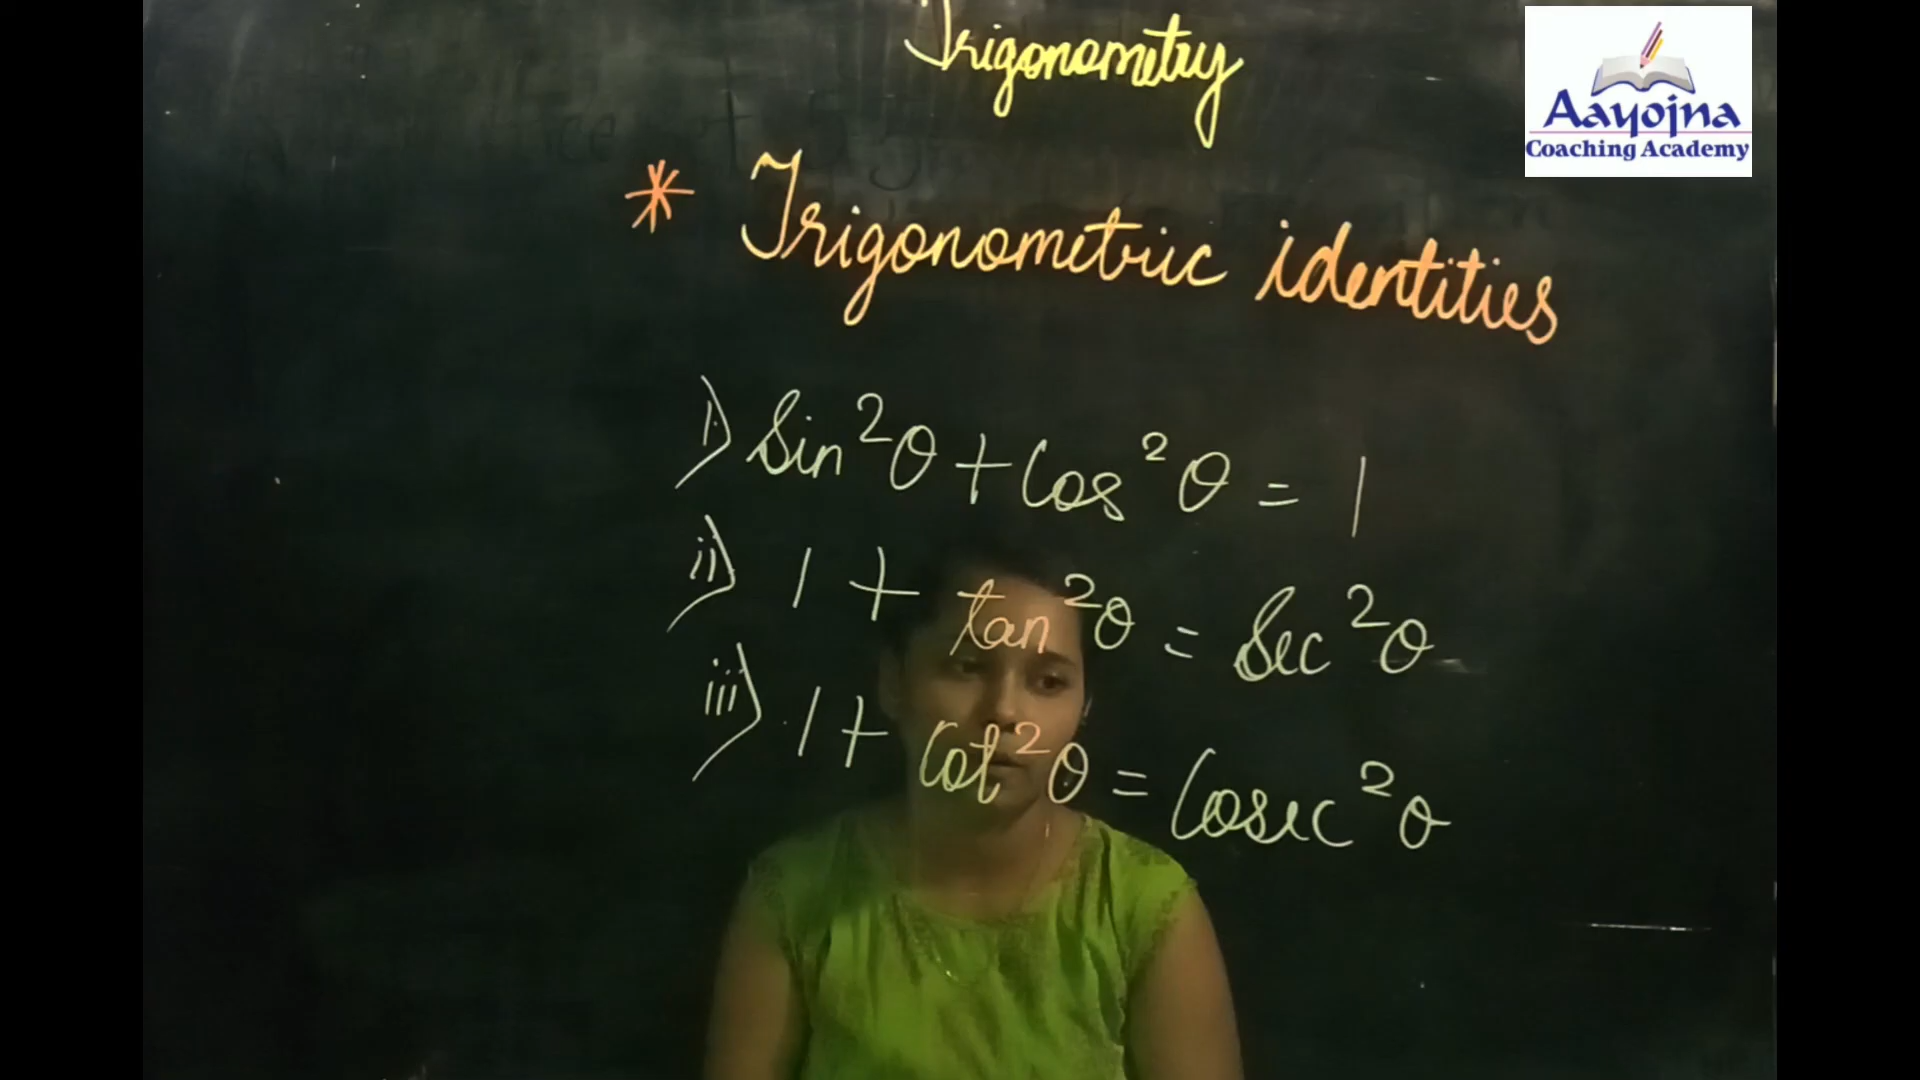 Trigonometry
Aayojna
Coaching Academy
* Trigonometric identities
i) Sin²θ + Cos²θ = 1
ii) 1 + tan²θ = Sec²θ
iii) 1 + Cot²θ = Cosec²θ